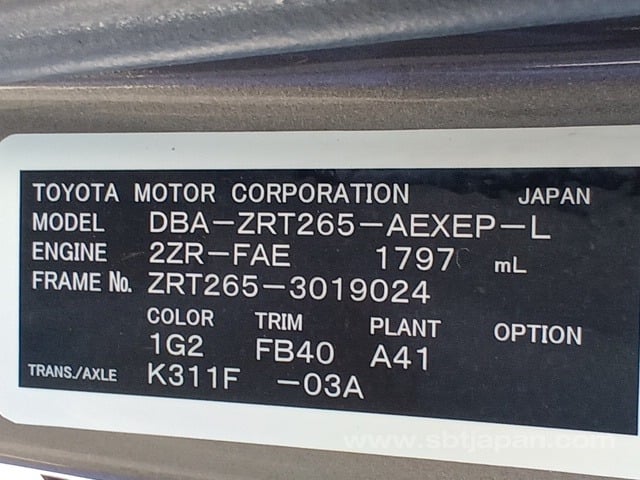 TOYOTA MOTOR CORPORATION JAPAN
MODEL DBA-ZRT265-AEXEP-L
ENGINE 2ZR-FAE 1797 mL
FRAME No. ZRT265-3019024
COLOR TRIM PLANT OPTION
1G2 FB40 A41
TRANS./AXLE K311F -03A
www.sbtjapan.com